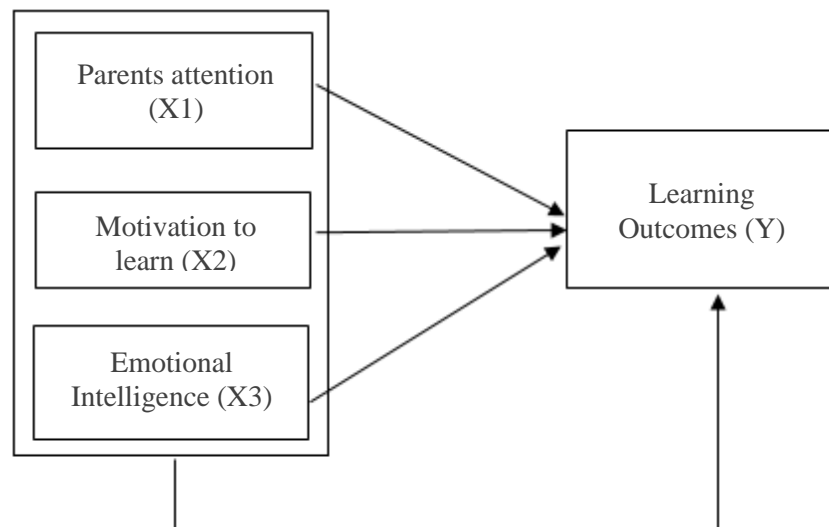 Parents attention
(X1)
Motivation to
learn (X2)
Emotional
Intelligence (X3)
Learning
Outcomes (Y)